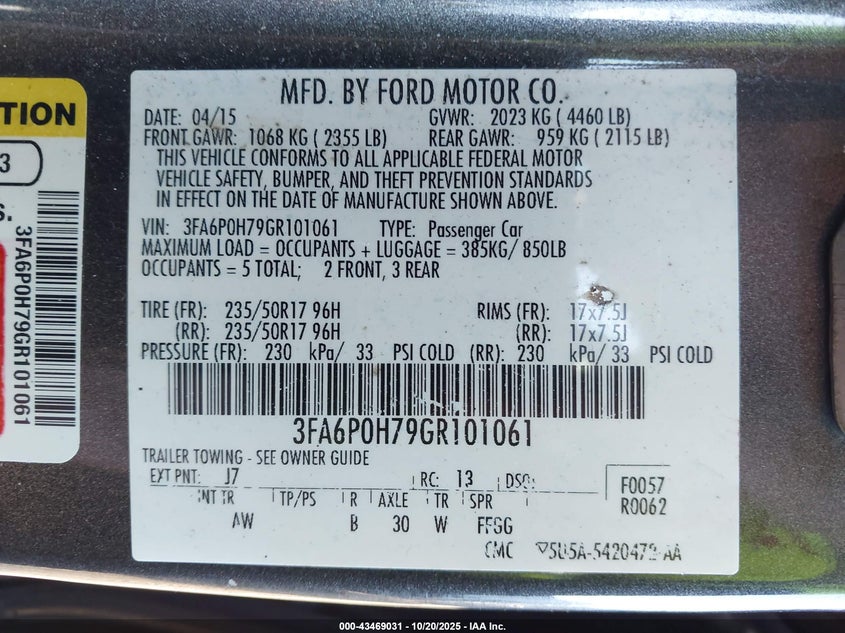 TION
3
S.
3FA6P0H79GR101061
MFD. BY FORD MOTOR CO.
DATE: 04/15 GVWR: 2023 KG ( 4460 LB)
FRONT GAWR: 1068 KG ( 2355 LB) REAR GAWR: 959 KG ( 2115 LB)
THIS VEHICLE CONFORMS TO ALL APPLICABLE FEDERAL MOTOR
VEHICLE SAFETY, BUMPER, AND THEFT PREVENTION STANDARDS
IN EFFECT ON THE DATE OF MANUFACTURE SHOWN ABOVE.
VIN: 3FA6P0H79GR101061 TYPE: Passenger Car
MAXIMUM LOAD = OCCUPANTS + LUGGAGE = 385KG/ 850LB
OCCUPANTS = 5 TOTAL; 2 FRONT, 3 REAR
TIRE (FR): 235/50R17 96H RIMS (FR): 17x7.5J
(RR): 235/50R17 96H (RR): 17x7.5J
PRESSURE (FR): 230 kPa/ 33 PSI COLD (RR): 230 kPa/ 33 PSI COLD
3FA6P0H79GR101061
TRAILER TOWING - SEE OWNER GUIDE
EXT PNT: J7 RC: 13 DSO:
INT TR TP/PS R AXLE TR SPR
AW B 30 W FFGG
F0057
R0062
CMC 5U5A-5420472-AA
000-43469031 - 10/20/2025 - IAA Inc.